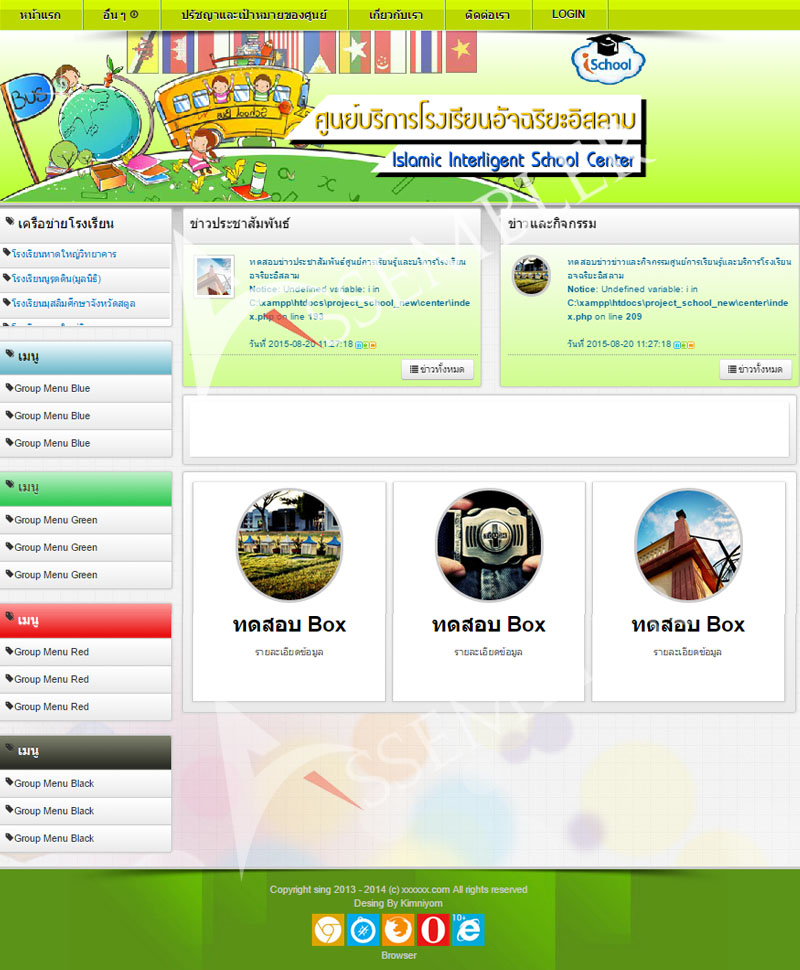 หน้าแรก
อื่น ๆ
ปรัชญาและเป้าหมายของศูนย์
เกี่ยวกับเรา
ติดต่อเรา
LOGIN
BUS
School Bus
iSchool
ศูนย์บริการโรงเรียนอัจฉริยะอิสลาม
Islamic Interligent School Center
เครือข่ายโรงเรียน
โรงเรียนหาดใหญ่วิทยาคาร
โรงเรียนนูรุดดิน(มูลนิธิ)
โรงเรียนมุสลิมศึกษาจังหวัดสตูล
ข่าวประชาสัมพันธ์
ทดสอบข่าวประชาสัมพันธ์ศูนย์การเรียนรู้และบริการโรงเรียน
อจฉริยะอิสลาม
Notice: Undefined variable: i in
C:\xampp\htdocs\project_school_new\center\inde
x.php on line 193
วันที่ 2015-08-20 11:27:18
ข่าวทั้งหมด
ข่าวและกิจกรรม
ทดสอบข่าวข่าวและกิจกรรมศูนย์การเรียนรู้และบริการโรงเรียน
อจฉริยะอิสลาม
Notice: Undefined variable: i in
C:\xampp\htdocs\project_school_new\center\inde
x.php on line 209
วันที่ 2015-08-20 11:27:18
ข่าวทั้งหมด
เมนู
Group Menu Blue
Group Menu Blue
Group Menu Blue
เมนู
Group Menu Green
Group Menu Green
Group Menu Green
เมนู
Group Menu Red
Group Menu Red
Group Menu Red
เมนู
Group Menu Black
Group Menu Black
Group Menu Black
ทดสอบ Box
รายละเอียดข้อมูล
ทดสอบ Box
รายละเอียดข้อมูล
ทดสอบ Box
รายละเอียดข้อมูล
ASSEMBLER
Copyright sing 2013 - 2014 (c) xxxxxx.com All rights reserved
Desing By Kimniyom
10+
Browser